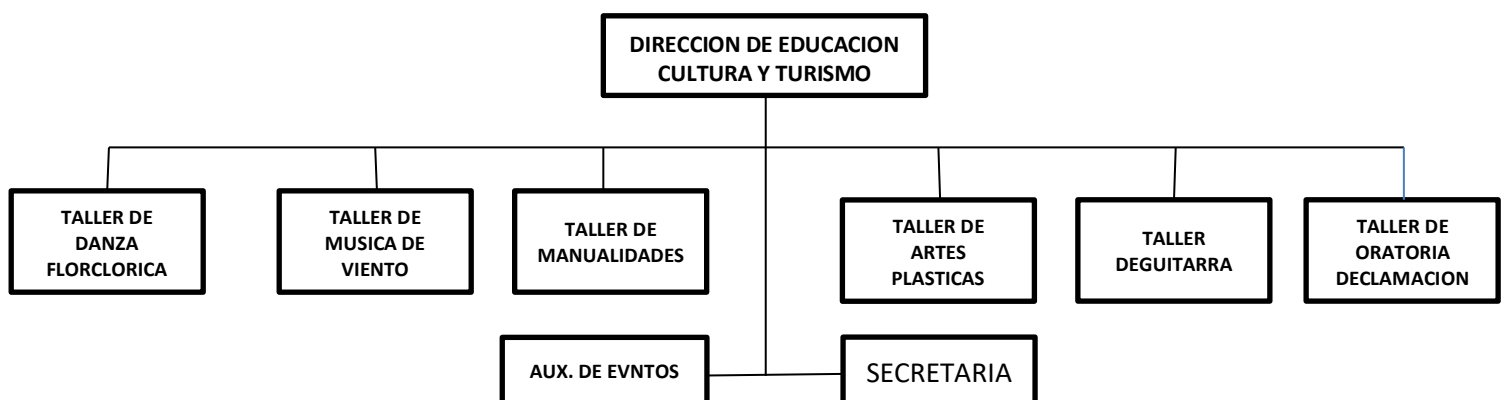 DIRECCION DE EDUCACION
CULTURA Y TURISMO
TALLER DE
DANZA
FLORCLORICA
TALLER DE
MUSICA DE
VIENTO
TALLER DE
MANUALIDADES
TALLER DE
ARTES
PLASTICAS
TALLER
DEGUITARRA
TALLER DE
ORATORIA
DECLAMACION
AUX. DE EVNTOS
SECRETARIA